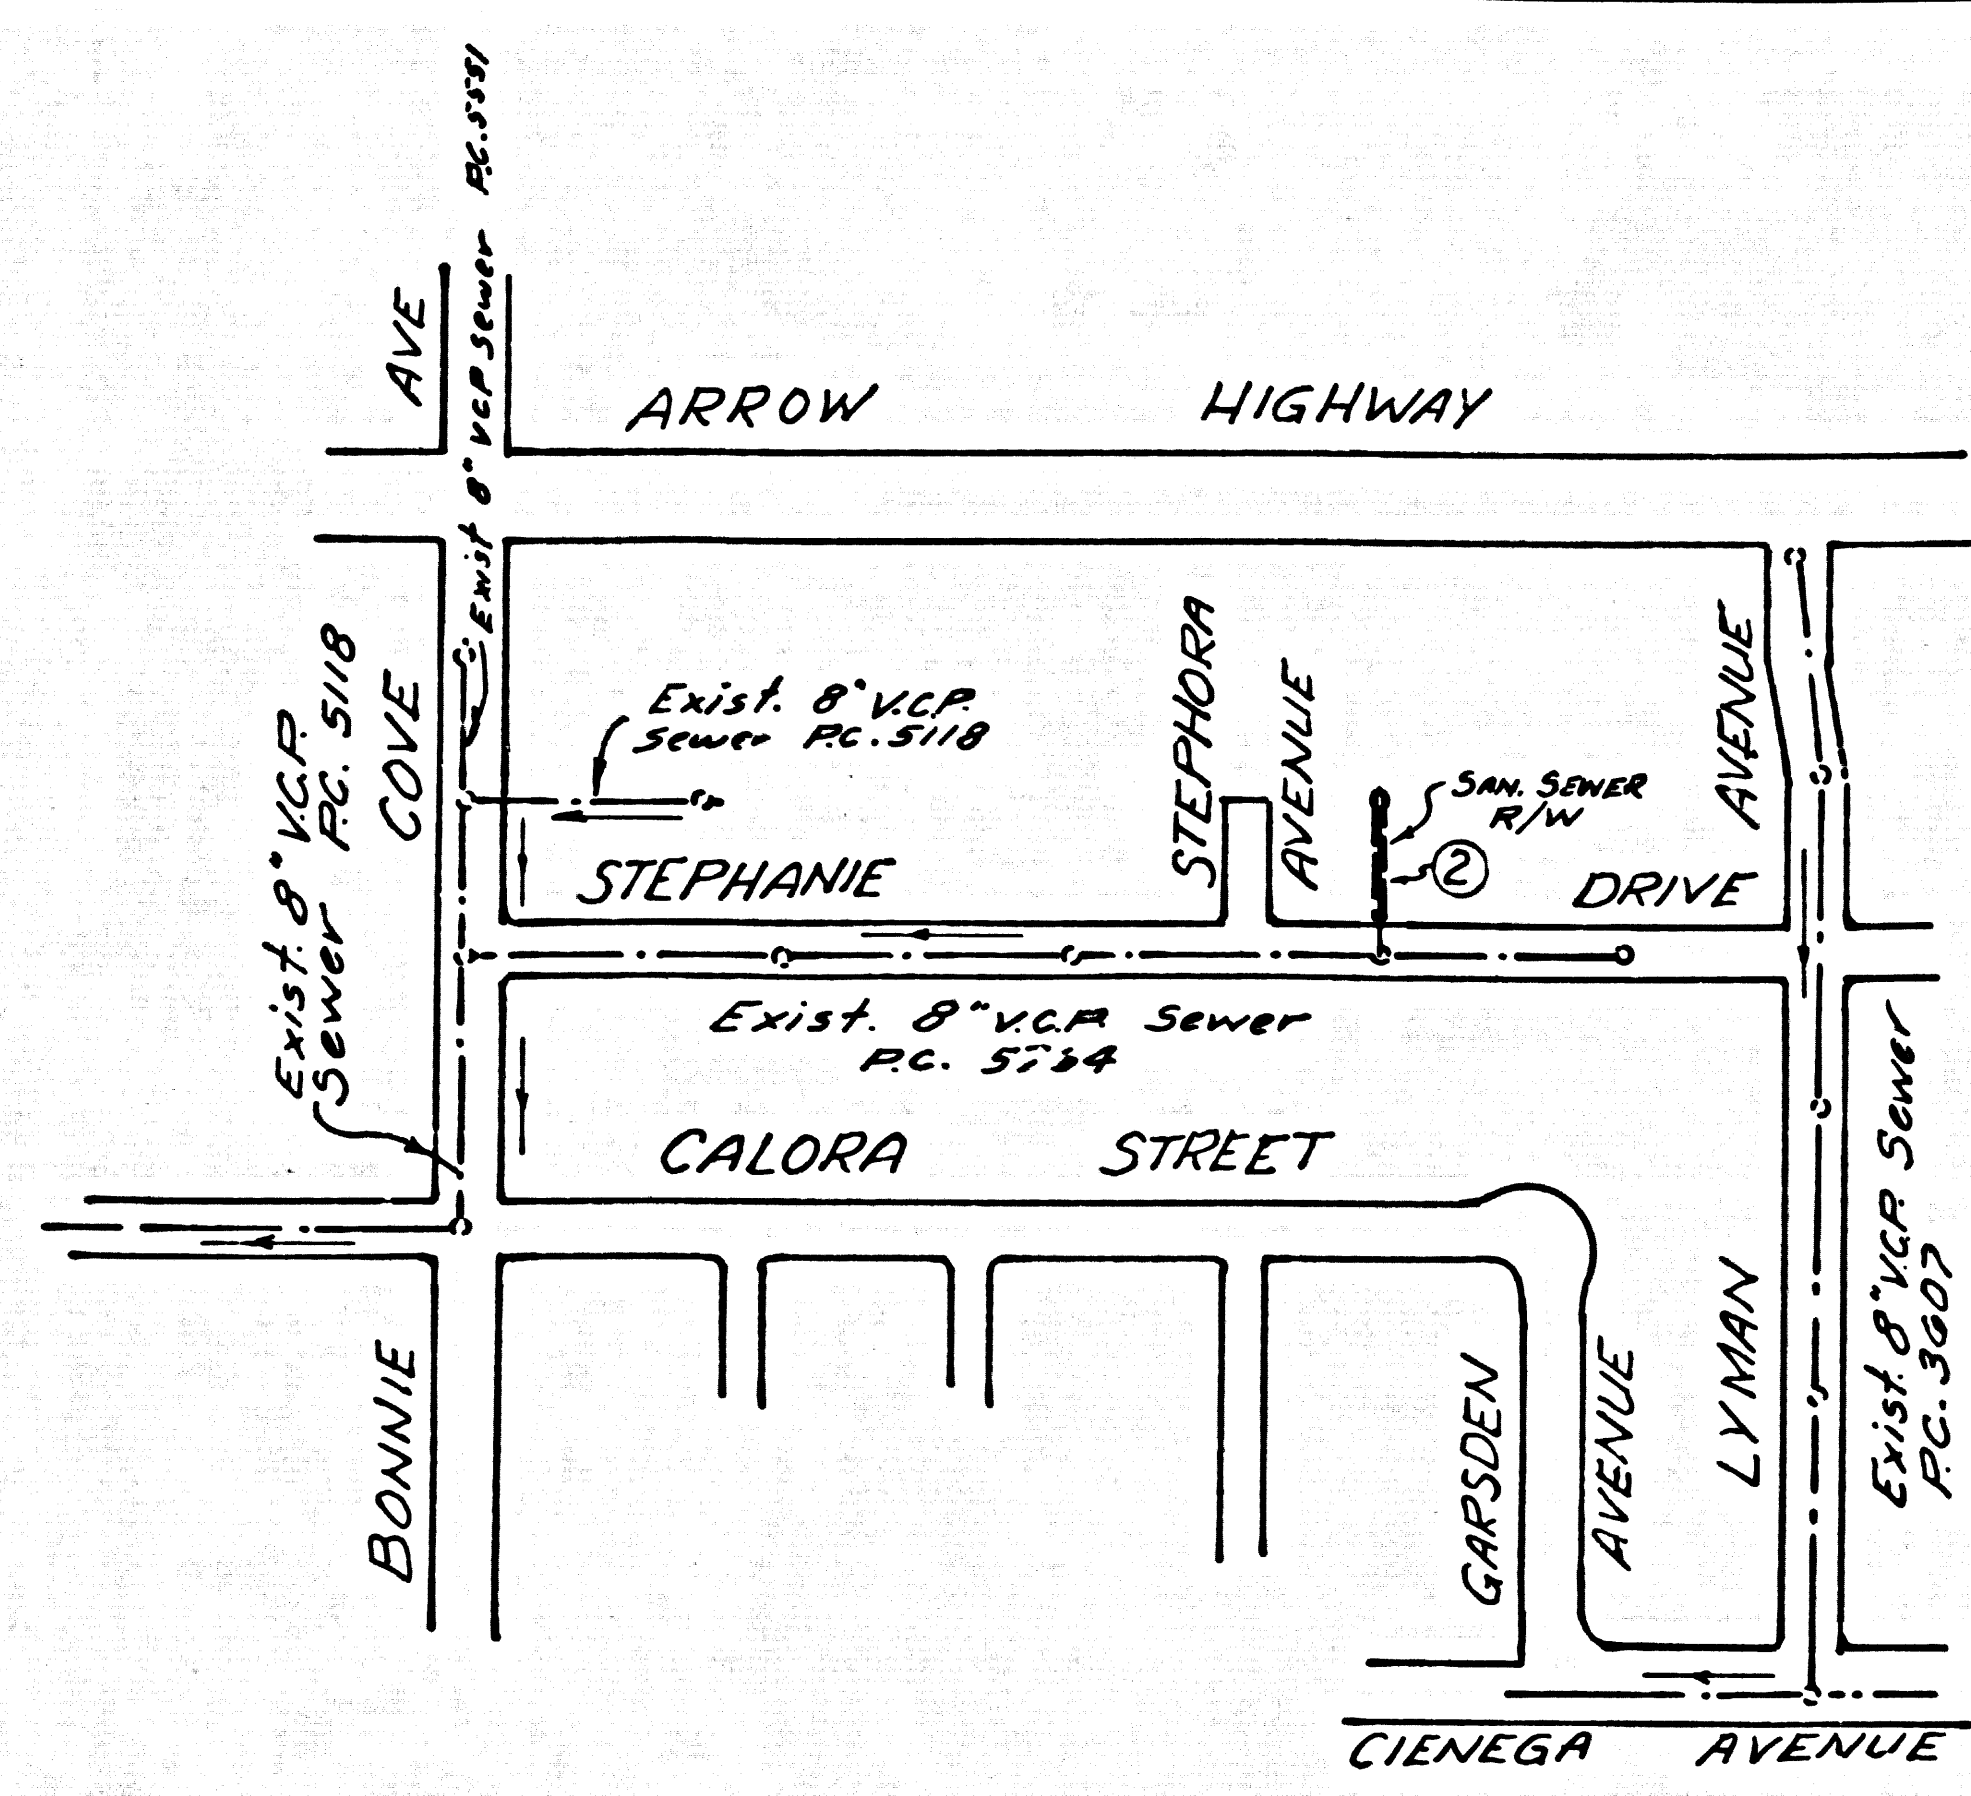 P.C. 5551
Exist 8" VCP Sewer
AVE
ARROW HIGHWAY
Exist. 8" V.C.P.
Sewer P.C. 5118
COVE
Exist. 8" V.C.P.
Sewer P.C. 5118
STEPHORA
AVENUE
AVENUE
SAN. SEWER
R/W
2
STEPHANIE DRIVE
Exist. 8" V.C.P. Sewer
P.C.
CALORA STREET
BONNIE
GARSDEN
AVENUE
LYMAN
Exist. 8" V.C.P. Sewer
P.C. 3607
CIENEGA AVENUE